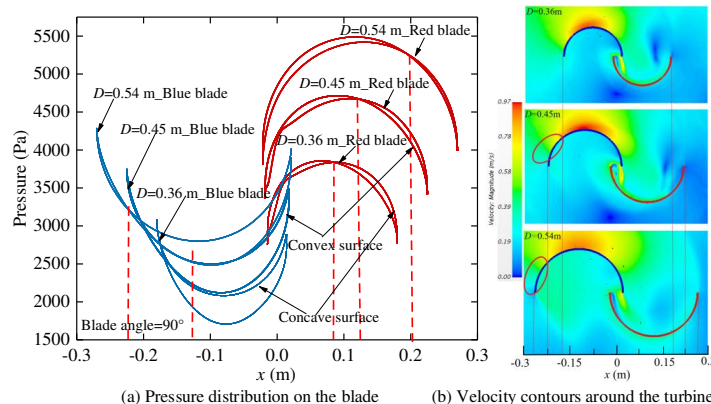 (a)
5500
5000
4500
4000
3500
3000
2500
2000
1500
Pressure (Pa)
D=0.54 m_Red blade
D=0.45 m_Red blade
D=0.36 m_Red blade
D=0.54 m_Blue blade
D=0.45 m_Blue blade
D=0.36 m_Blue blade
Convex surface
Concave surface
Blade angle=90°
-0.3
-0.2
-0.1
0.0
0.1
0.2
0.3
x (m)
(a) Pressure distribution on the blade
(b)
D=0.36m
D=0.45m
D=0.54m
0.97
0.78
0.59
0.39
0.19
0.00
Velocity: Magnitude (m/s)
-0.3
-0.15
0
0.15
0.3
x (m)
(b) Velocity contours around the turbine